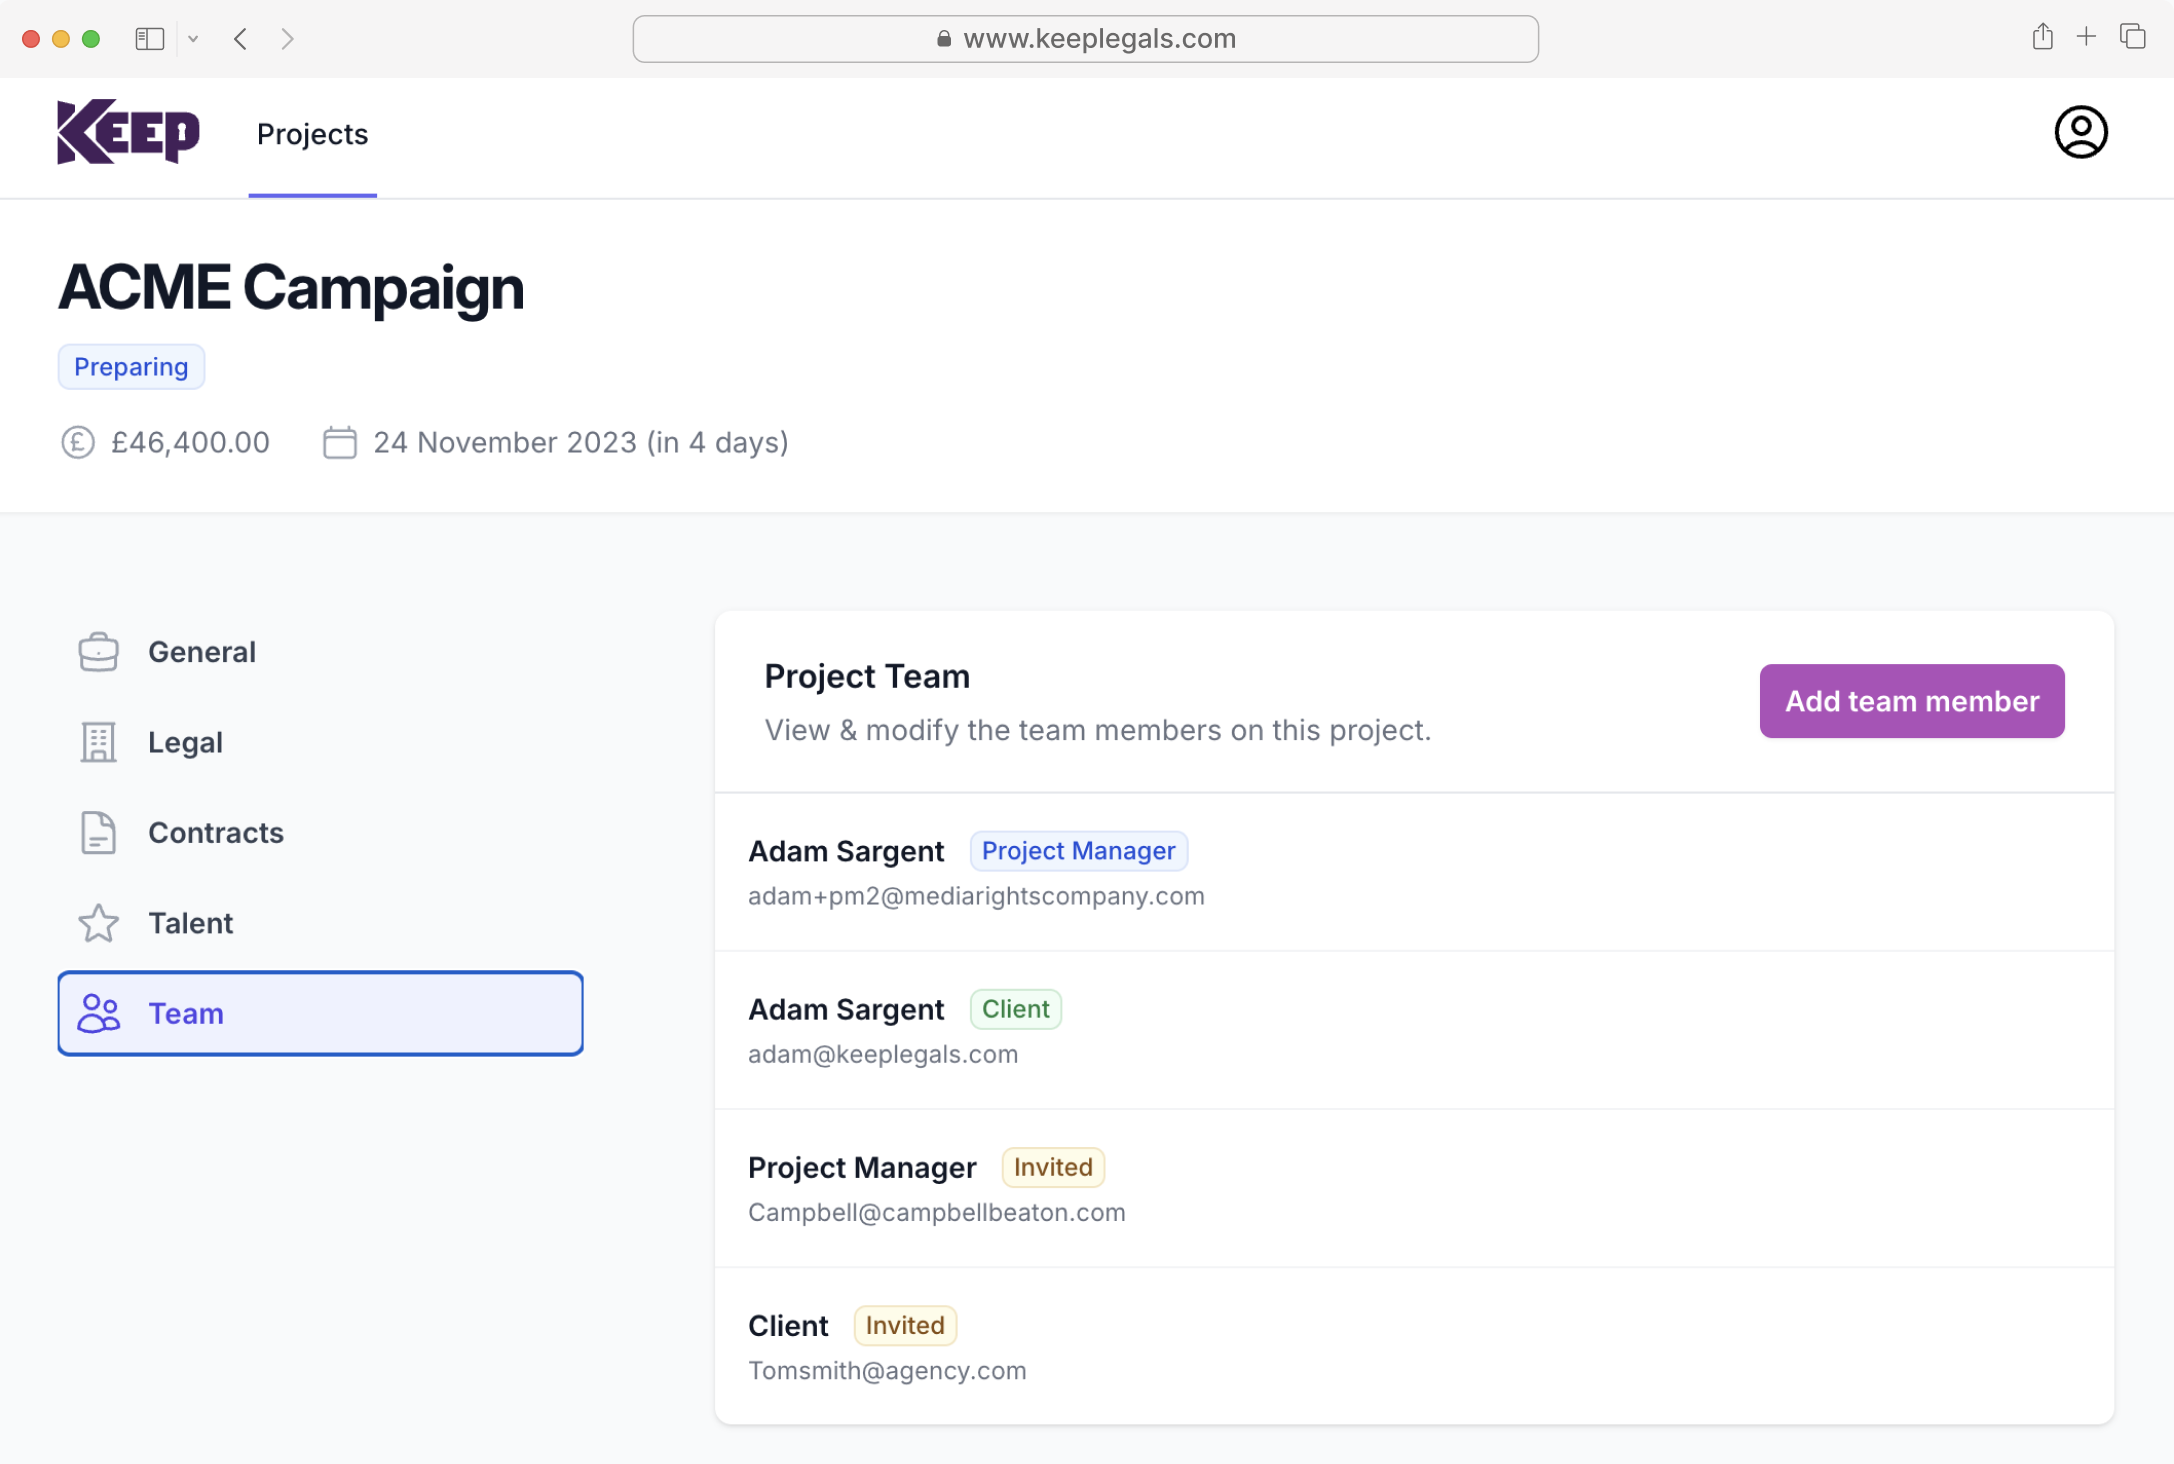 www.keeplegals.com
KEEP
Projects
ACME Campaign
Preparing
£46,400.00
24 November 2023 (in 4 days)
General
Legal
Contracts
Talent
Team
Project Team
View & modify the team members on this project.
Add team member
Adam Sargent Project Manager
adam+pm2@mediarightscompany.com
Adam Sargent Client
adam@keeplegals.com
Project Manager Invited
Campbell@campbellbeaton.com
Client Invited
Tomsmith@agency.com